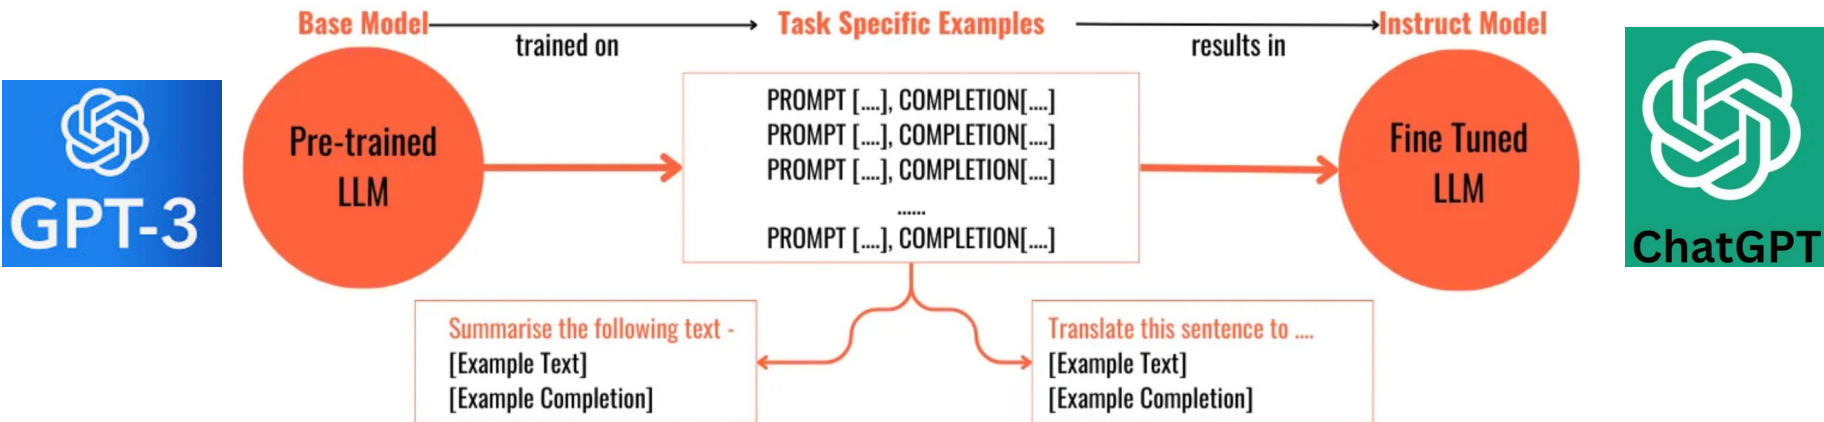 Base Model
trained on
Task Specific Examples
results in
Instruct Model
GPT-3
Pre-trained
LLM
PROMPT [....], COMPLETION[....]
PROMPT [....], COMPLETION[....]
PROMPT [....], COMPLETION[....]
......
PROMPT [....], COMPLETION[....]
Fine Tuned
LLM
ChatGPT
Summarise the following text -
[Example Text]
[Example Completion]
Translate this sentence to ....
[Example Text]
[Example Completion]